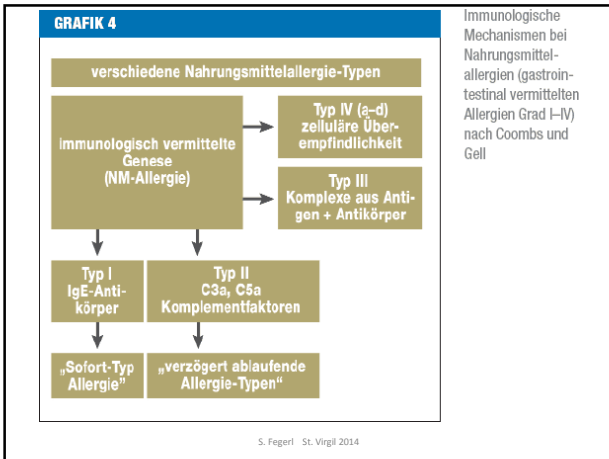 GRAFIK 4
verschiedene Nahrungsmittelallergie-Typen
immunologisch vermittelte
Genese
(NM-Allergie)
Typ IV (a–d)
zelluläre Über-
empfindlichkeit
Typ III
Komplexe aus Anti-
gen + Antikörper
Typ I
IgE-Anti-
körper
Typ II
C3a, C5a
Komplementfaktoren
„Sofort-Typ
Allergie”
„verzögert ablaufende
Allergie-Typen“
Immunologische
Mechanismen bei
Nahrungsmittel-
allergien (gastroin-
testinal vermittelten
Allergien Grad I–IV)
nach Coombs und
Gell
S. Fegerl St. Virgil 2014